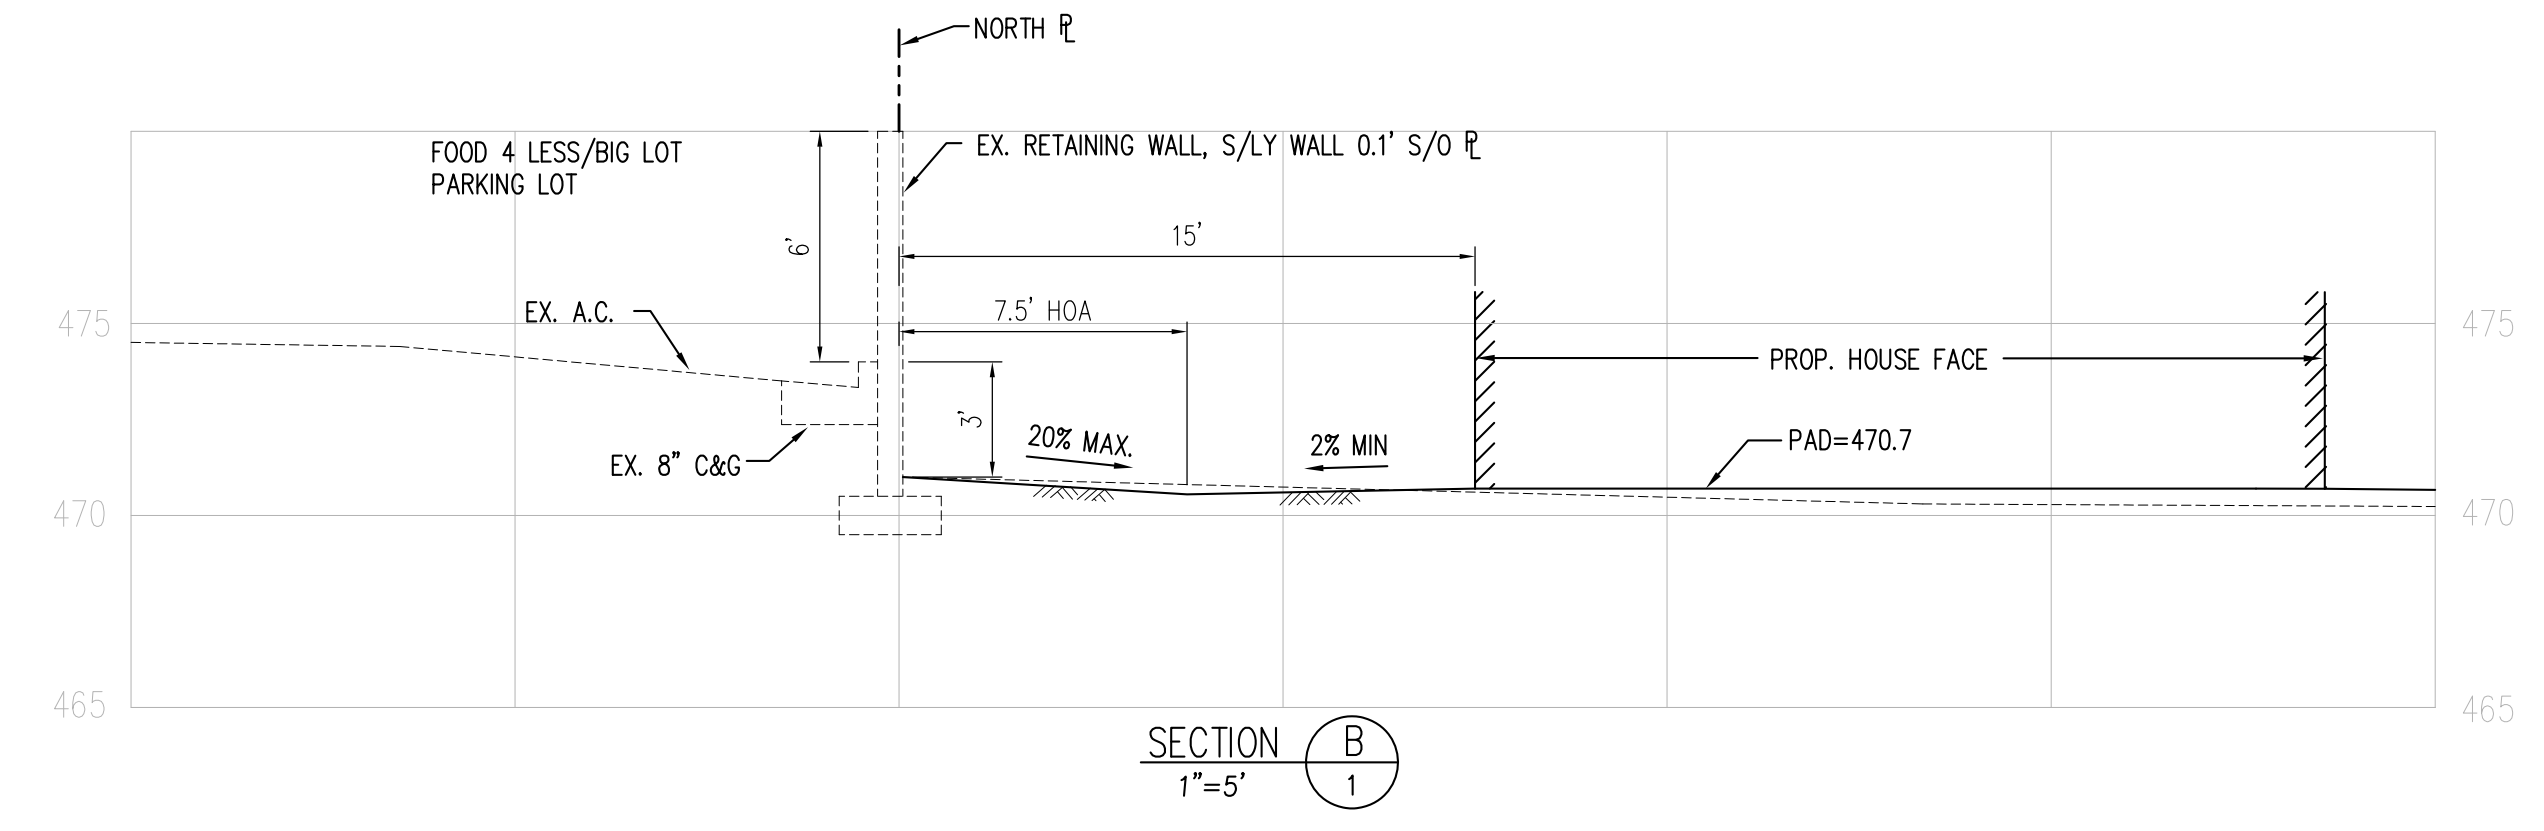 NORTH ⅊
FOOD 4 LESS/BIG LOT
PARKING LOT
EX. RETAINING WALL, S/LY WALL 0.1' S/O ⅊
6'
15'
7.5' HOA
EX. A.C.
475
475
PROP. HOUSE FACE
3'
20% MAX.
2% MIN
PAD=470.7
EX. 8" C&G
470
470
465
465
SECTION B
1"=5' 1